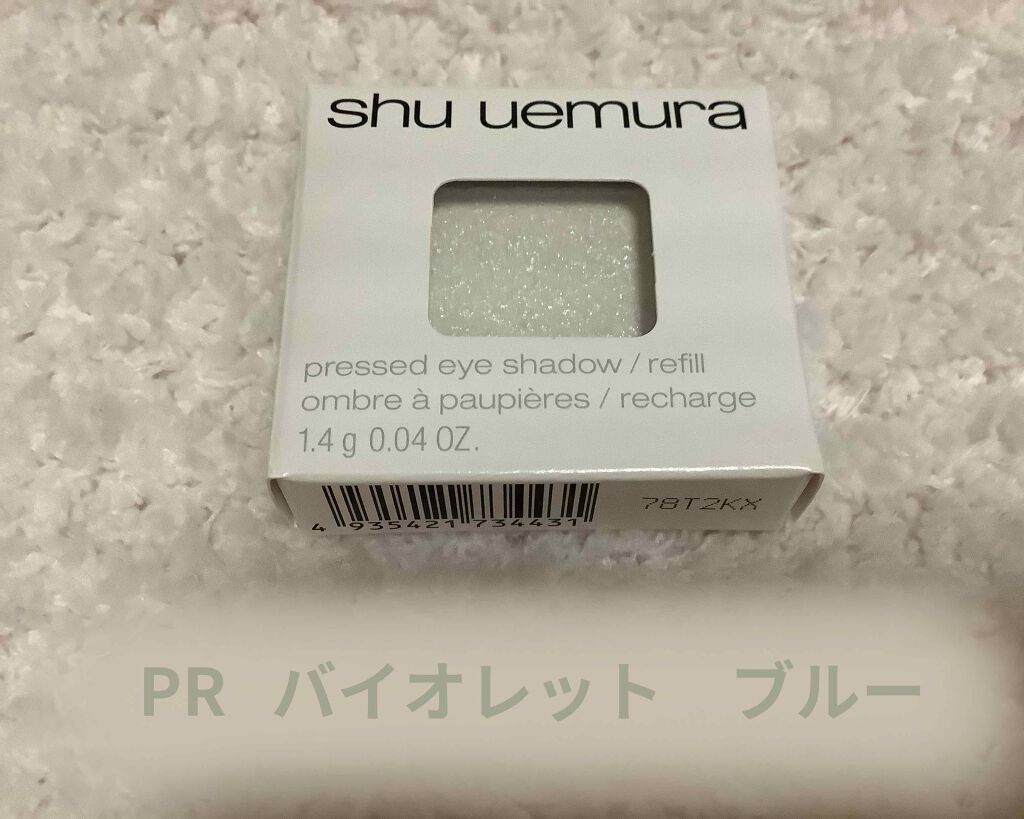 shu uemura
pressed eye shadow / refill
ombre à paupières / recharge
1.4 g 0.04 OZ.
4 935421 734431
78T2KX
PR バイオレット ブルー